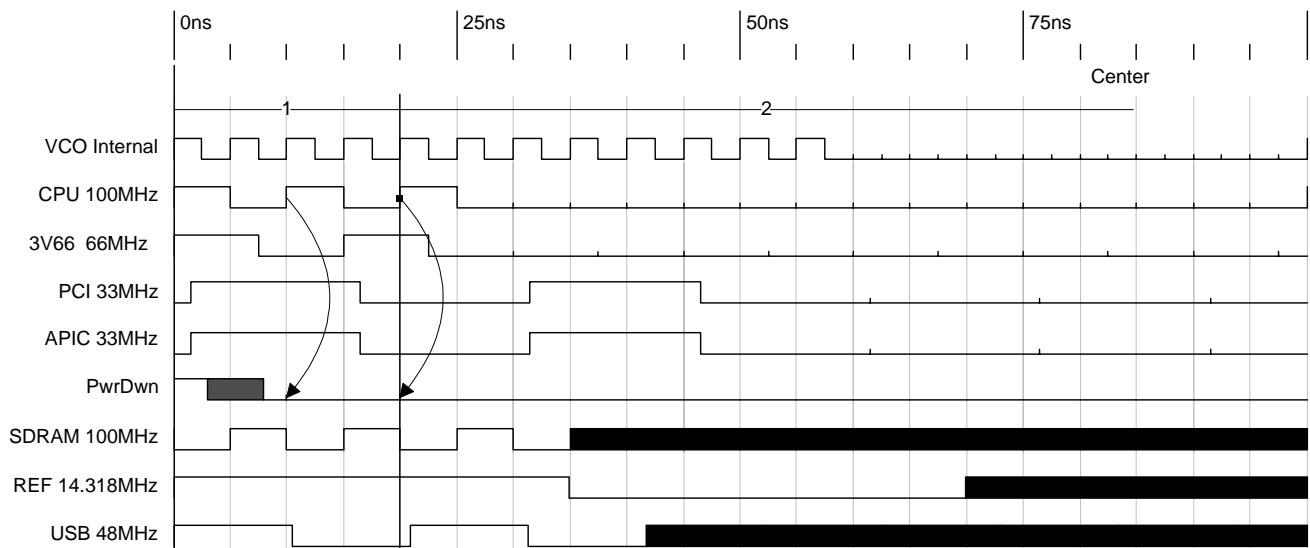 0ns 25ns 50ns 75ns
Center
1 2
VCO Internal
CPU 100MHz
3V66 66MHz
PCI 33MHz
APIC 33MHz
PwrDwn
SDRAM 100MHz
REF 14.318MHz
USB 48MHz